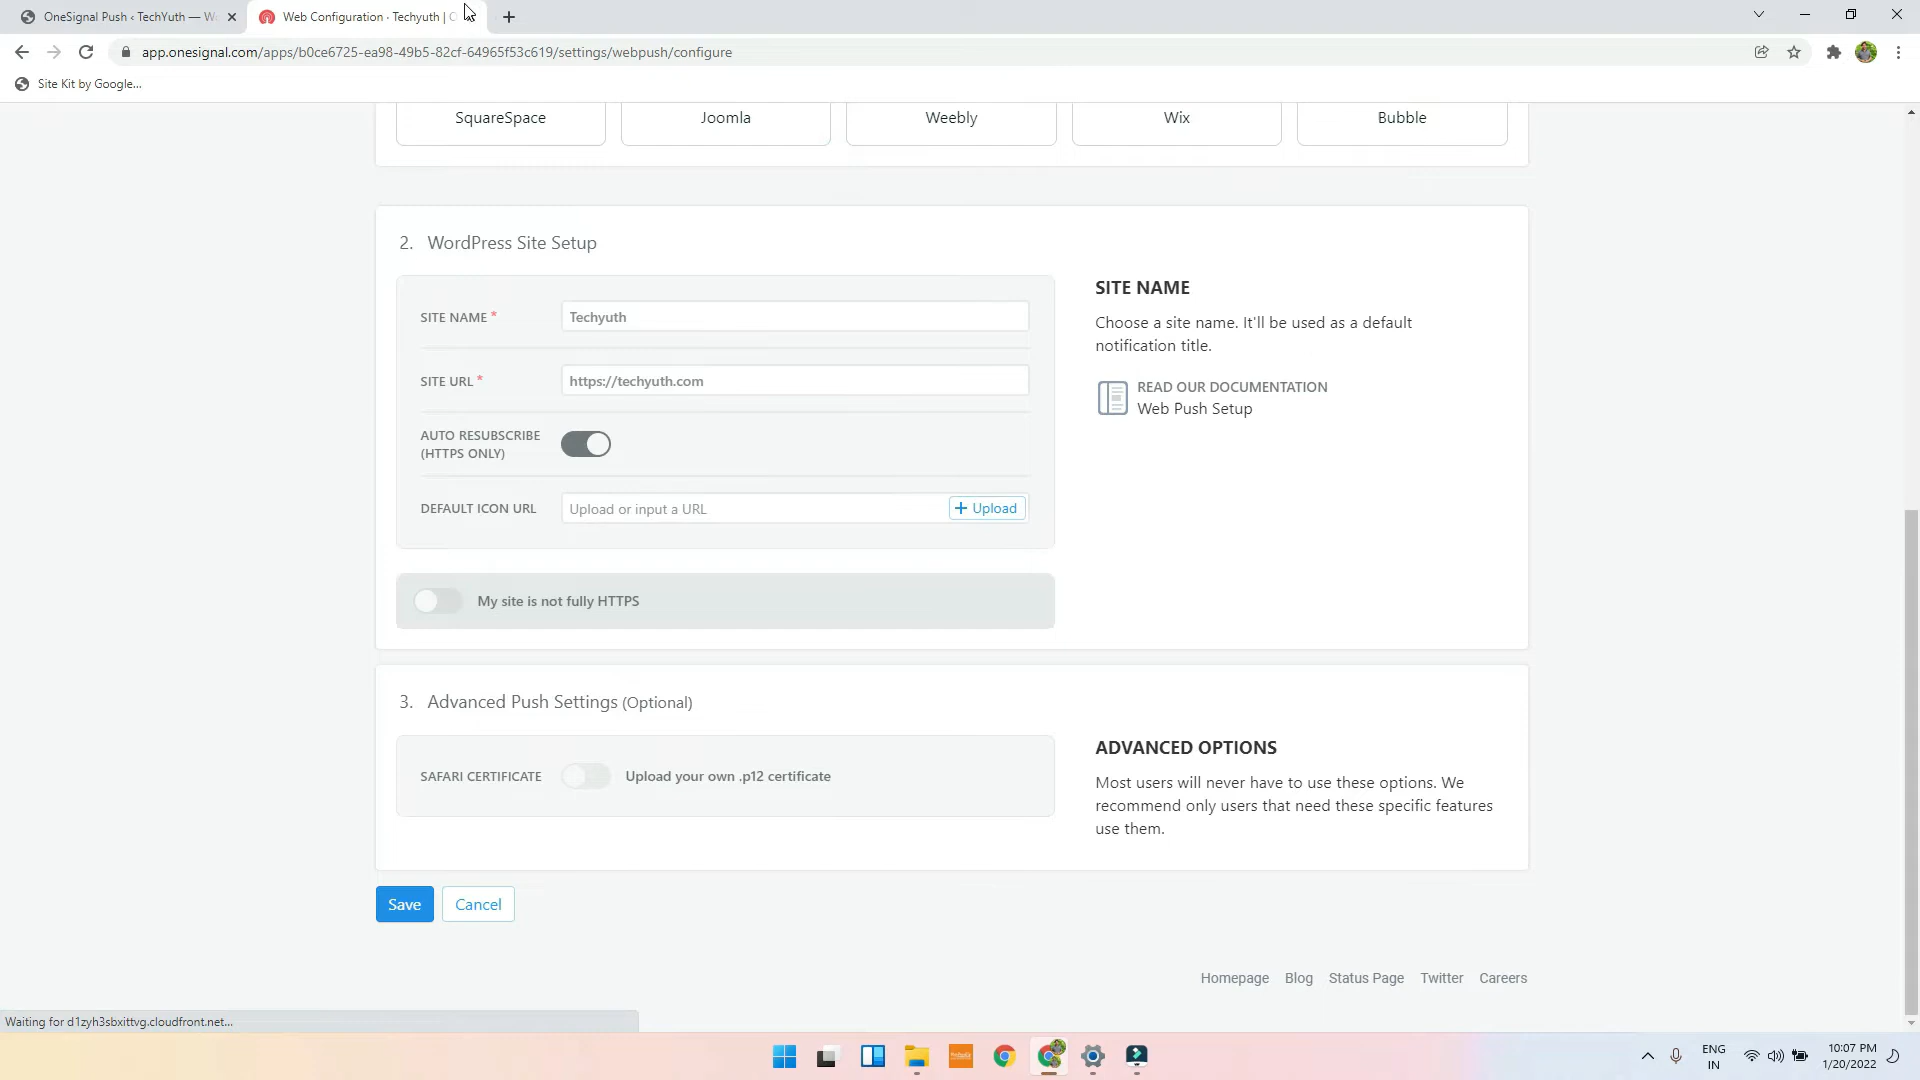 OneSignal Push ‹ TechYuth — W
Web Configuration · Techyuth | O
app.onesignal.com/apps/b0ce6725-ea98-49b5-82cf-64965f53c619/settings/webpush/configure
Site Kit by Google...
SquareSpace
Joomla
Weebly
Wix
Bubble
2. WordPress Site Setup
SITE NAME *
Techyuth
SITE URL *
https://techyuth.com
AUTO RESUBSCRIBE
(HTTPS ONLY)
DEFAULT ICON URL
Upload or input a URL
+ Upload
My site is not fully HTTPS
SITE NAME
Choose a site name. It'll be used as a default
notification title.
READ OUR DOCUMENTATION
Web Push Setup
3. Advanced Push Settings (Optional)
SAFARI CERTIFICATE
Upload your own .p12 certificate
ADVANCED OPTIONS
Most users will never have to use these options. We
recommend only users that need these specific features
use them.
Save
Cancel
Homepage
Blog
Status Page
Twitter
Careers
Waiting for d1zyh3sbxittvg.cloudfront.net...
ENG
IN
10:07 PM
1/20/2022